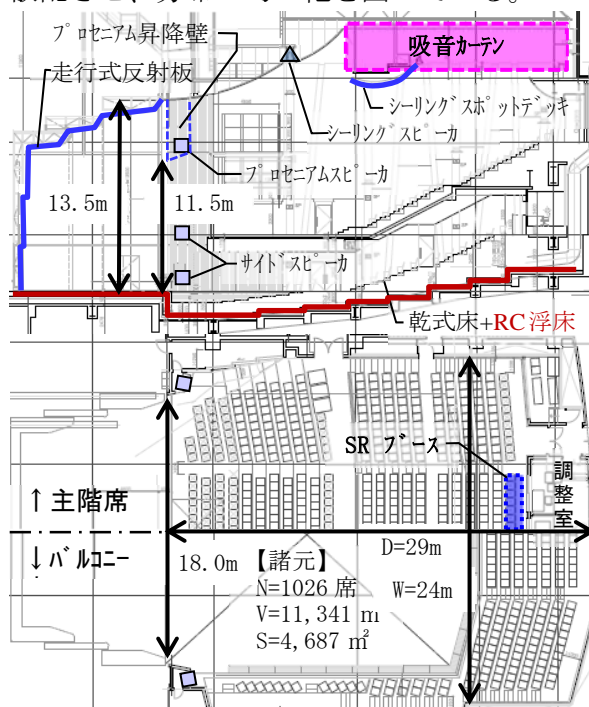 プロセニアム昇降壁
吸音カーテン
走行式反射板
シーリングスポットデッキ
シーリングスピーカ
プロセニアムスピーカ
13.5m
11.5m
サイドスピーカ
乾式床+RC浮床
SR ブース
調整室
↑主階席
↓バルコニー
18.0m
【諸元】
D=29m
N=1026 席
W=24m
V=11,341 ㎥
S=4,687 ㎡